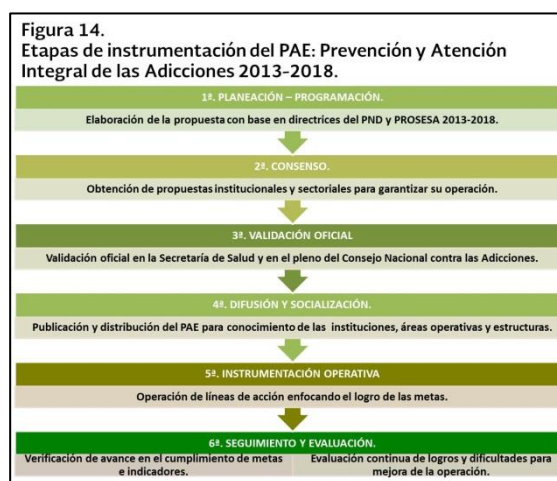 Figura 14.
Etapas de instrumentación del PAE: Prevención y Atención
Integral de las Adicciones 2013-2018.
1ª. PLANEACIÓN – PROGRAMACIÓN.
Elaboración de la propuesta con base en directrices del PND y PROSESA 2013-2018.
2ª. CONSENSO.
Obtención de propuestas institucionales y sectoriales para garantizar su operación.
3ª. VALIDACIÓN OFICIAL
Validación oficial en la Secretaría de Salud y en el pleno del Consejo Nacional contra las Adicciones.
4ª. DIFUSIÓN Y SOCIALIZACIÓN.
Publicación y distribución del PAE para conocimiento de las instituciones, áreas operativas y estructuras.
5ª. INSTRUMENTACIÓN OPERATIVA
Operación de líneas de acción enfocando el logro de las metas.
6ª. SEGUIMIENTO Y EVALUACIÓN.
Verificación de avance en el cumplimiento de metas
e indicadores.
Evaluación continua de logros y dificultades para
mejora de la operación.